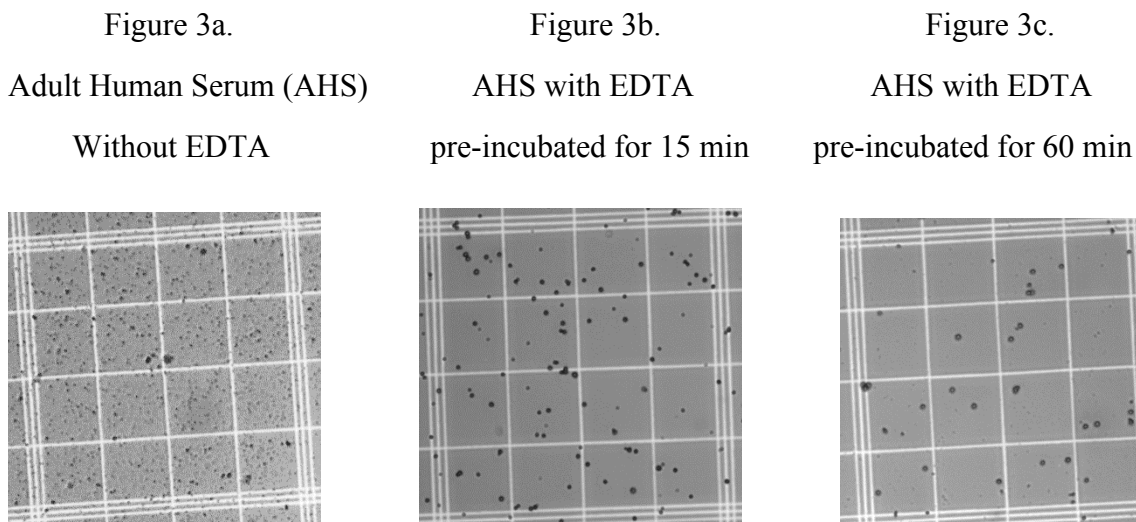 Figure 3a.
Adult Human Serum (AHS)
Without EDTA
Figure 3b.
AHS with EDTA
pre-incubated for 15 min
Figure 3c.
AHS with EDTA
pre-incubated for 60 min